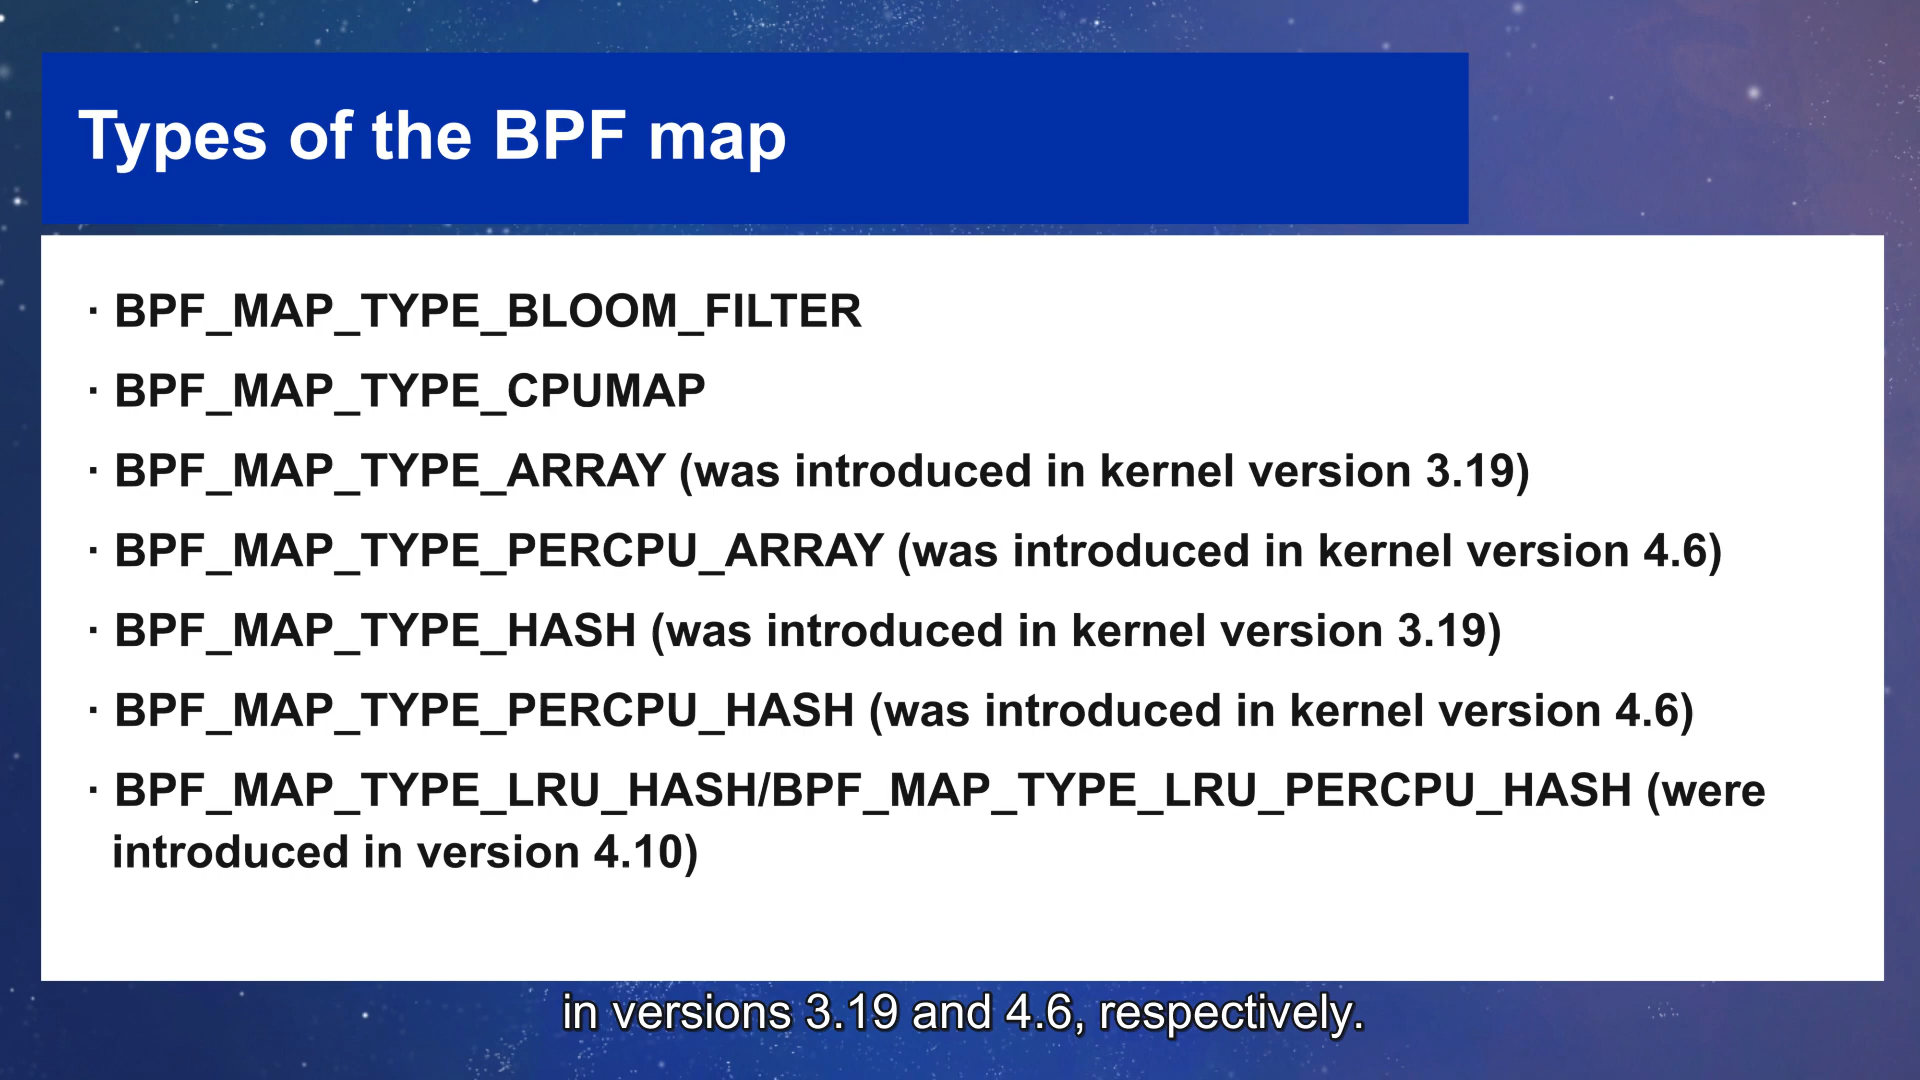 Types of the BPF map
· BPF_MAP_TYPE_BLOOM_FILTER
· BPF_MAP_TYPE_CPUMAP
· BPF_MAP_TYPE_ARRAY (was introduced in kernel version 3.19)
· BPF_MAP_TYPE_PERCPU_ARRAY (was introduced in kernel version 4.6)
· BPF_MAP_TYPE_HASH (was introduced in kernel version 3.19)
· BPF_MAP_TYPE_PERCPU_HASH (was introduced in kernel version 4.6)
· BPF_MAP_TYPE_LRU_HASH/BPF_MAP_TYPE_LRU_PERCPU_HASH (were
introduced in version 4.10)
in versions 3.19 and 4.6, respectively.